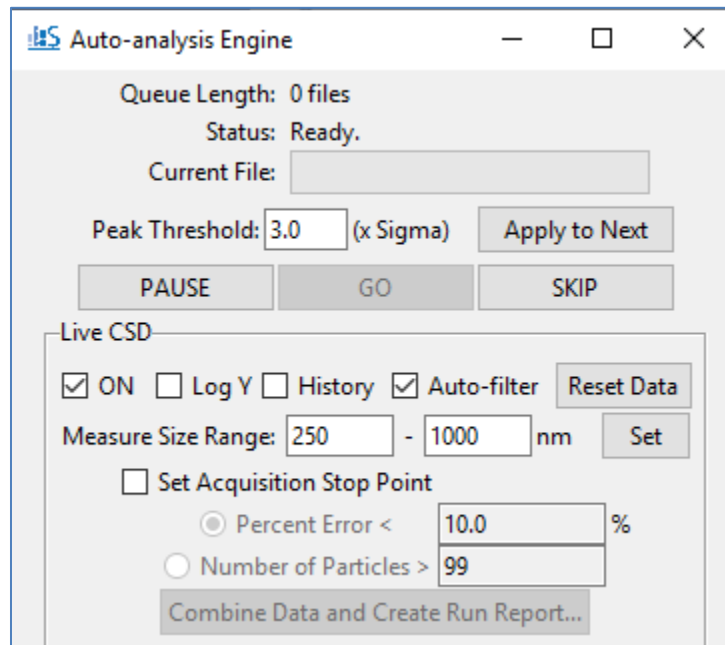 Auto-analysis Engine
Queue Length: 0 files
Status: Ready.
Current File:
Peak Threshold: 3.0 (x Sigma) Apply to Next
PAUSE GO SKIP
Live CSD
ON Log Y History Auto-filter Reset Data
Measure Size Range: 250 - 1000 nm Set
Set Acquisition Stop Point
Percent Error < 10.0 %
Number of Particles > 99
Combine Data and Create Run Report...